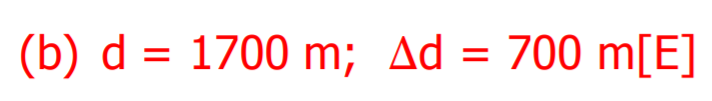 (b) d = 1700 m; Δd = 700 m[E]